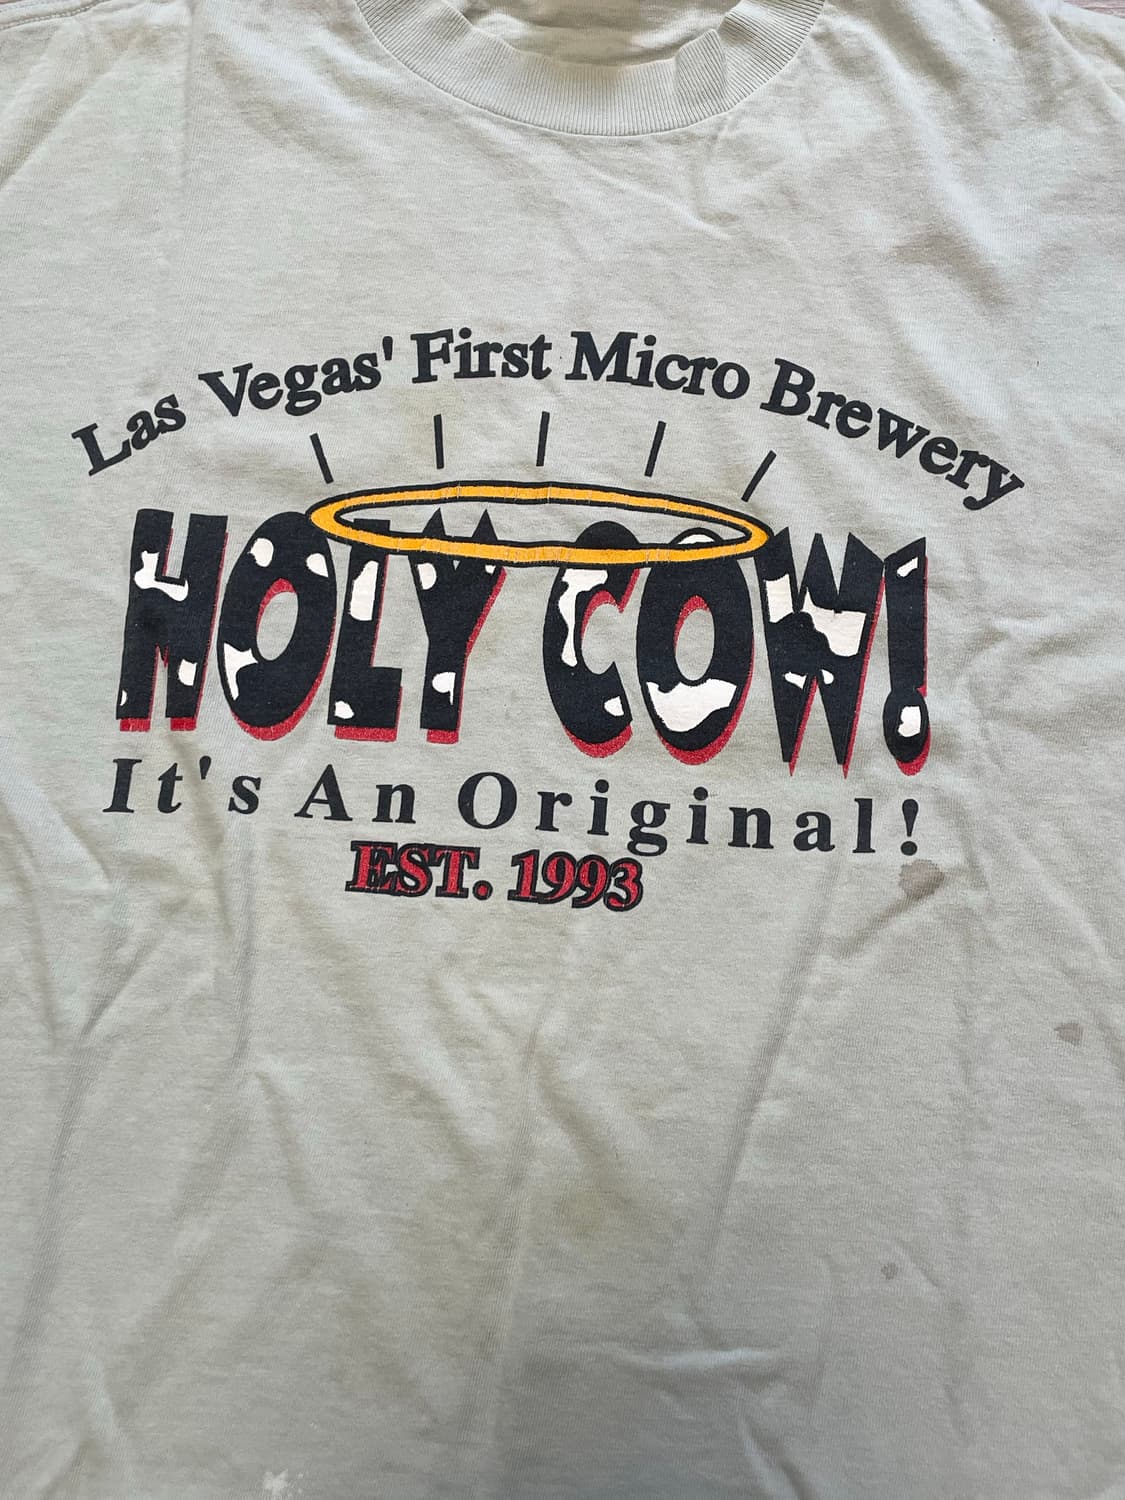 Las Vegas' First Micro Brewery
HOLY COW!
It's An Original!
EST. 1993